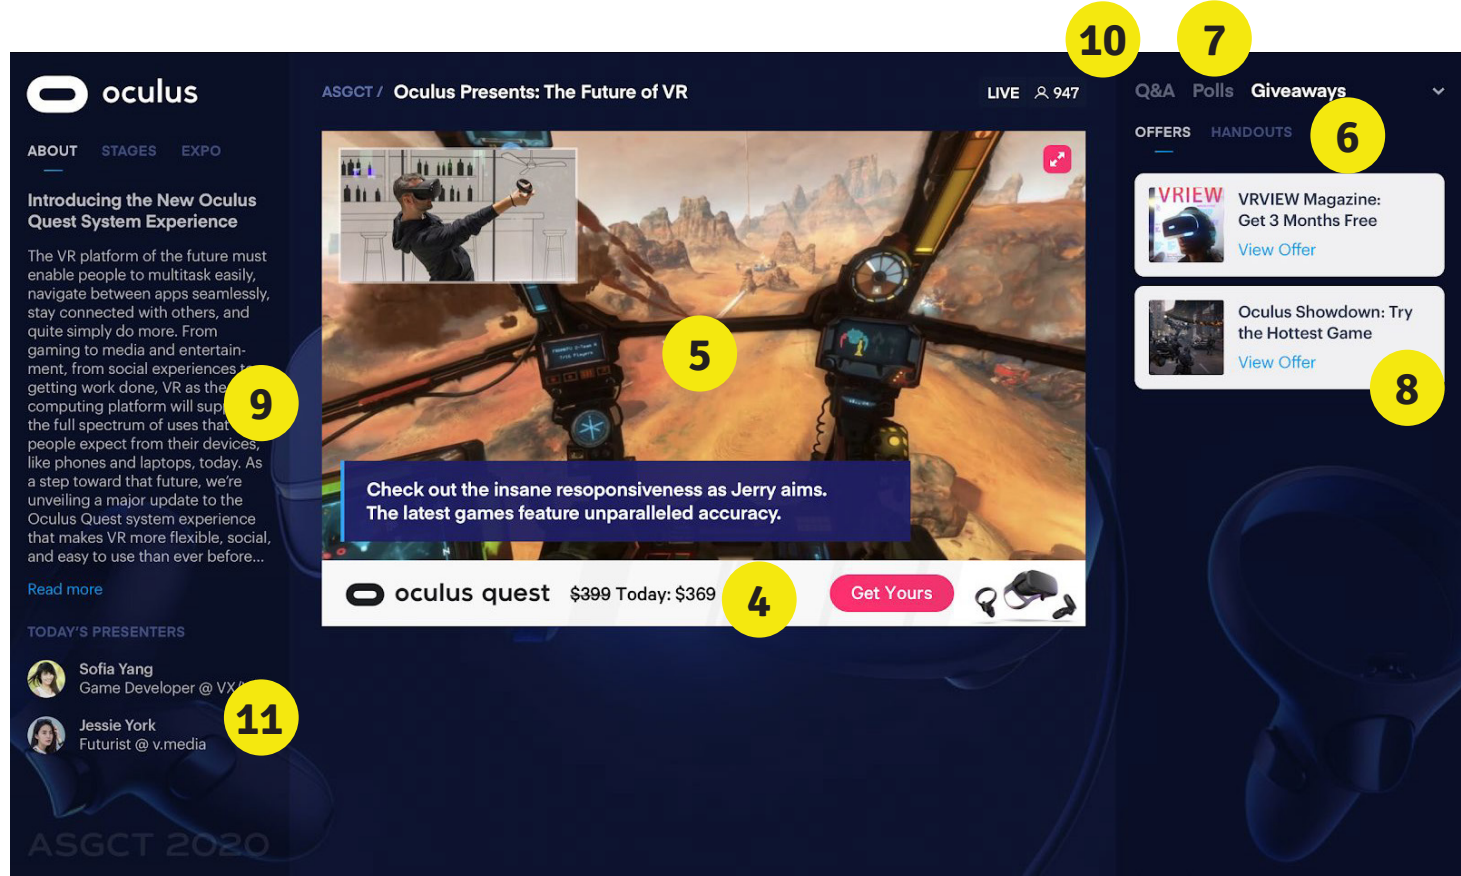 10
7
oculus
ASGCT / Oculus Presents: The Future of VR
LIVE 947
Q&A Polls Giveaways
ABOUT STAGES EXPO
OFFERS HANDOUTS
6
Introducing the New Oculus
Quest System Experience
The VR platform of the future must
enable people to multitask easily,
navigate between apps seamlessly,
stay connected with others, and
quite simply do more. From
gaming to media and entertain-
ment, from social experiences
getting work done, VR as the
computing platform will
the full spectrum of uses that
people expect from their devices,
like phones and laptops, today. As
a step toward that future, we're
unveiling a major update to the
Oculus Quest system experience
that makes VR more flexible, social,
and easy to use than ever before...
Read more
9
TODAY'S PRESENTERS
Sofia Yang
Game Developer @
Jessie York
Futurist @ v.media
11
ASGCT 2020
5
Check out the insane resoponsiveness as Jerry aims.
The latest games feature unparalleled accuracy.
oculus quest $399 Today: $369
4
Get Yours
VRIEW
VRVIEW Magazine:
Get 3 Months Free
View Offer
Oculus Showdown: Try
the Hottest Game
View Offer
8